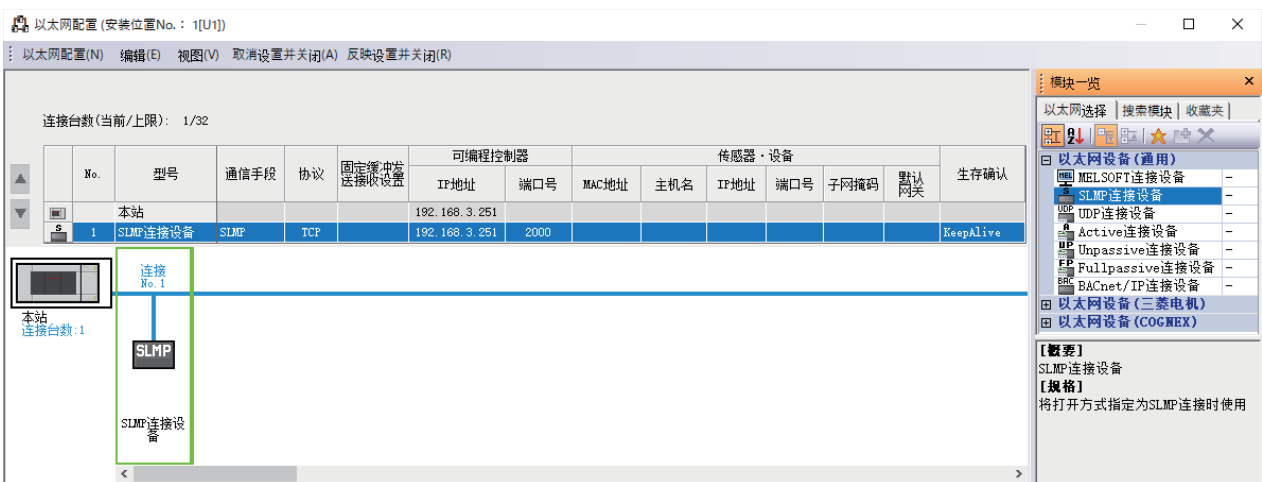 以太网配置 (安装位置No.： 1[U1])
以太网配置(N) 编辑(E) 视图(V) 取消设置并关闭(A) 反映设置并关闭(R)
连接台数(当前/上限)： 1/32
No. 型号 通信手段 协议 固定缓冲发送接收设置 可编程控制器 传感器・设备 生存确认
IP地址 端口号 MAC地址 主机名 IP地址 端口号 子网掩码 默认网关
本站 192.168.3.251
1 SLMP连接设备 SLMP TCP 192.168.3.251 2000 KeepAlive
连接
No.1
本站
连接台数:1
SLMP
SLMP连接设
备
模块一览
以太网选择 搜索模块 收藏夹
以太网设备(通用)
MELSOFT连接设备 -
SLMP连接设备 -
UDP连接设备 -
Active连接设备 -
Unpassive连接设备 -
Fullpassive连接设备 -
BACnet/IP连接设备 -
以太网设备(三菱电机)
以太网设备(COGNEX)
[概要]
SLMP连接设备
[规格]
将打开方式指定为SLMP连接时使用